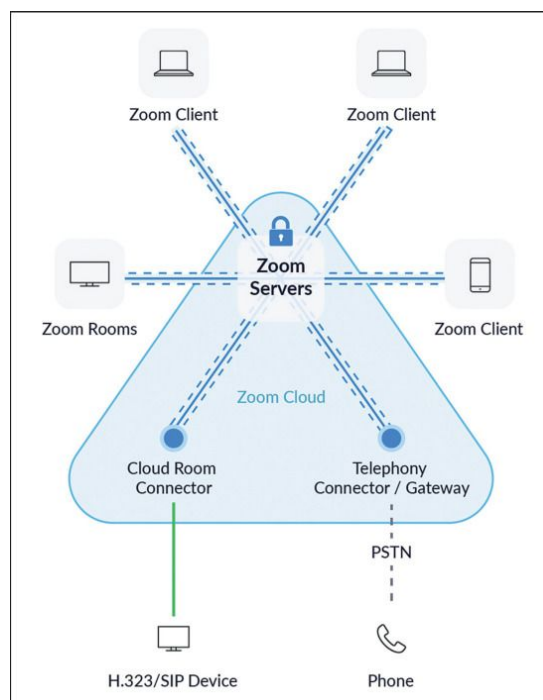 Zoom Client
Zoom Client
Zoom
Servers
Zoom Rooms
Zoom Client
Zoom Cloud
Cloud Room
Connector
Telephony
Connector / Gateway
PSTN
H.323/SIP Device
Phone